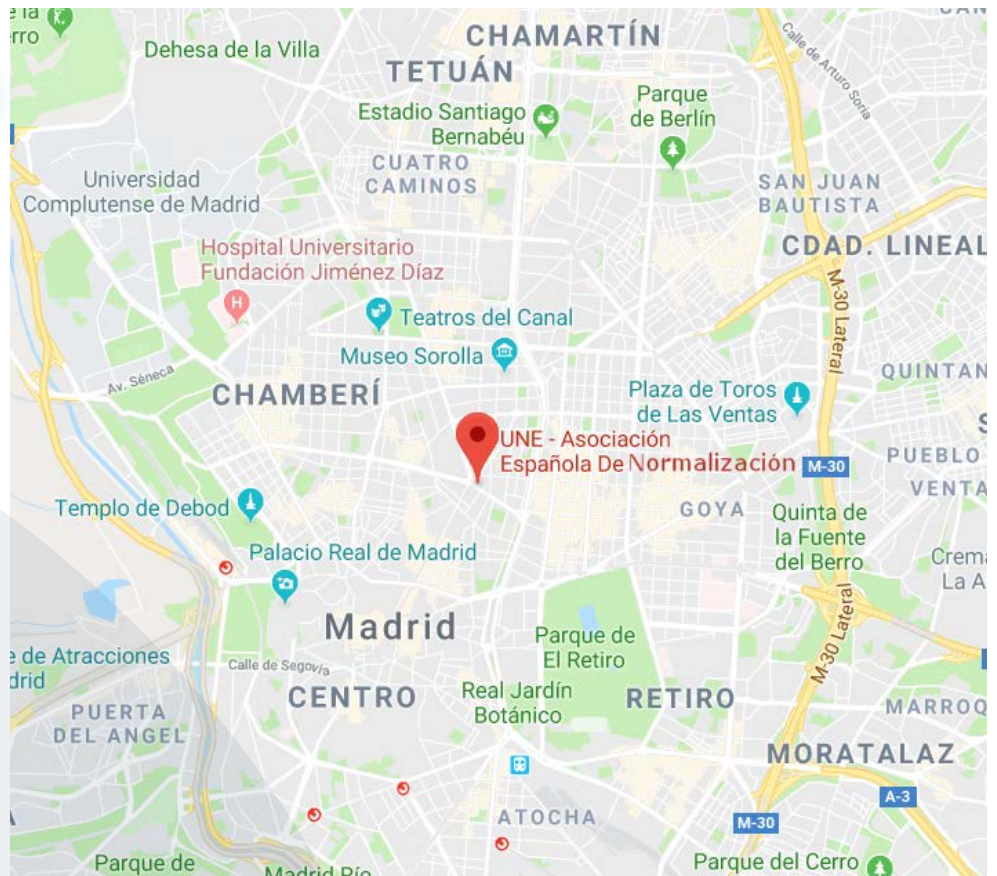 e la
rro
Dehesa de la Villa
CHAMARTÍN
TETUÁN
Calle de Arturo Soria
Estadio Santiago
Bernabéu
Parque
de Berlín
CUATRO
CAMINOS
Universidad
Complutense de Madrid
SAN JUAN
BAUTISTA
Hospital Universitario
Fundación Jiménez Díaz
H
CDAD. LINEAL
M-30 Lateral
Teatros del Canal
Museo Sorolla
Av. Séneca
CHAMBERÍ
Plaza de Toros
de Las Ventas
QUINTAN
UNE - Asociación
Española De Normalización
M-30
PUEBLO
VENTA
Templo de Debod
GOYA
Quinta de
la Fuente
del Berro
Palacio Real de Madrid
Crema
La A
Madrid
Parque de
El Retiro
M-30 Lateral
e de Atracciones
drid
Calle de Segovia
CENTRO
Real Jardín
Botánico
RETIRO
MARROQ
PUERTA
DEL ANGEL
MORATALAZ
A-3
ATOCHA
M-30
Parque de
Madrid Río
Parque del Cerro